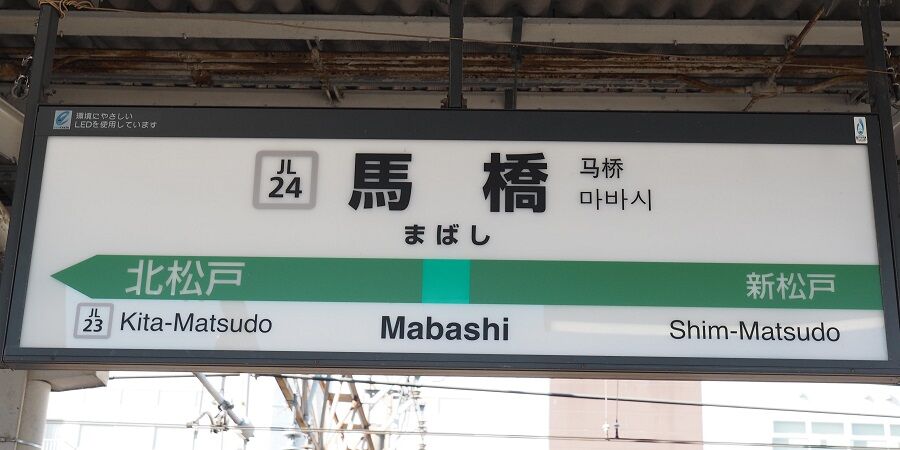 環境にやさしい
LEDを使用しています
JL
24
馬橋
马桥
마바시
まばし
北松戸
新松戸
JL
23
Kita-Matsudo
Mabashi
Shim-Matsudo